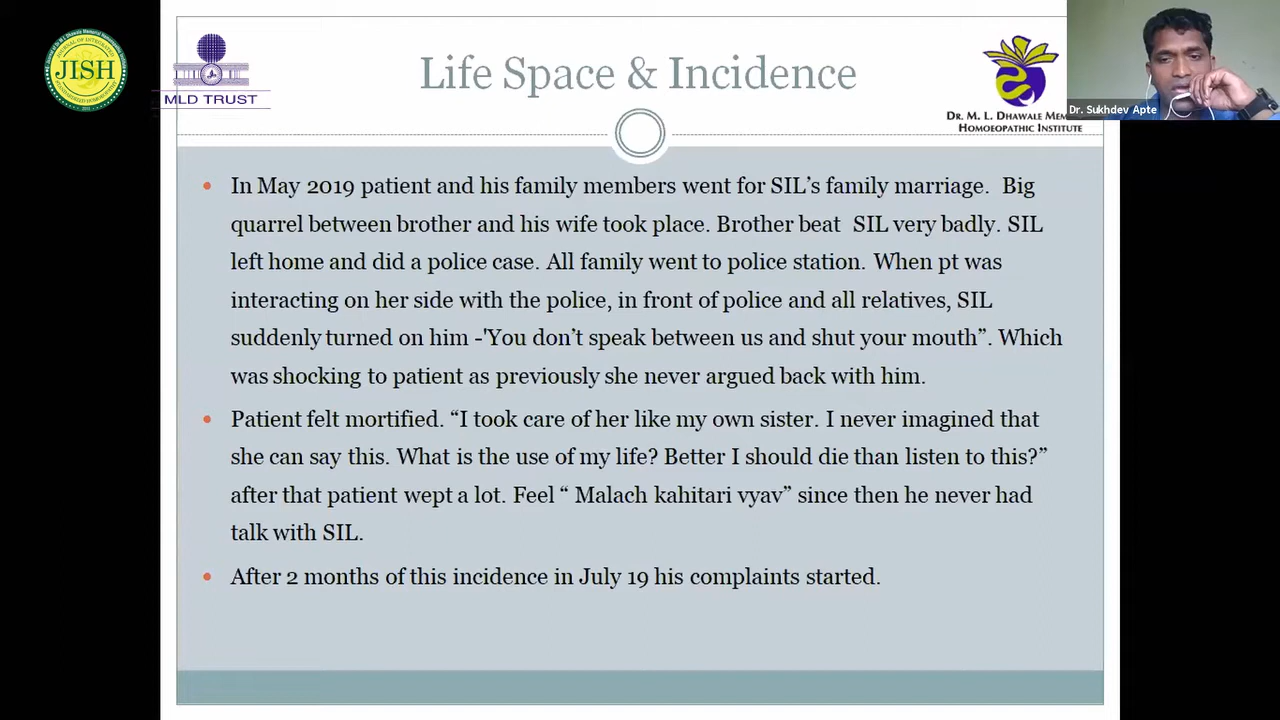 JISH
MLD TRUST
Life Space & Incidence
DR. M. L. DHAWALE MEM
HOMOEOPATHIC INSTITUTE
Dr. Sukhdev Apte
• In May 2019 patient and his family members went for SIL’s family marriage.  Big
quarrel between brother and his wife took place. Brother beat  SIL very badly. SIL
left home and did a police case. All family went to police station. When pt was
interacting on her side with the police, in front of police and all relatives, SIL
suddenly turned on him -'You don’t speak between us and shut your mouth”. Which
was shocking to patient as previously she never argued back with him.
• Patient felt mortified. “I took care of her like my own sister. I never imagined that
she can say this. What is the use of my life? Better I should die than listen to this?”
after that patient wept a lot. Feel “ Malach kahitari vyav” since then he never had
talk with SIL.
• After 2 months of this incidence in July 19 his complaints started.